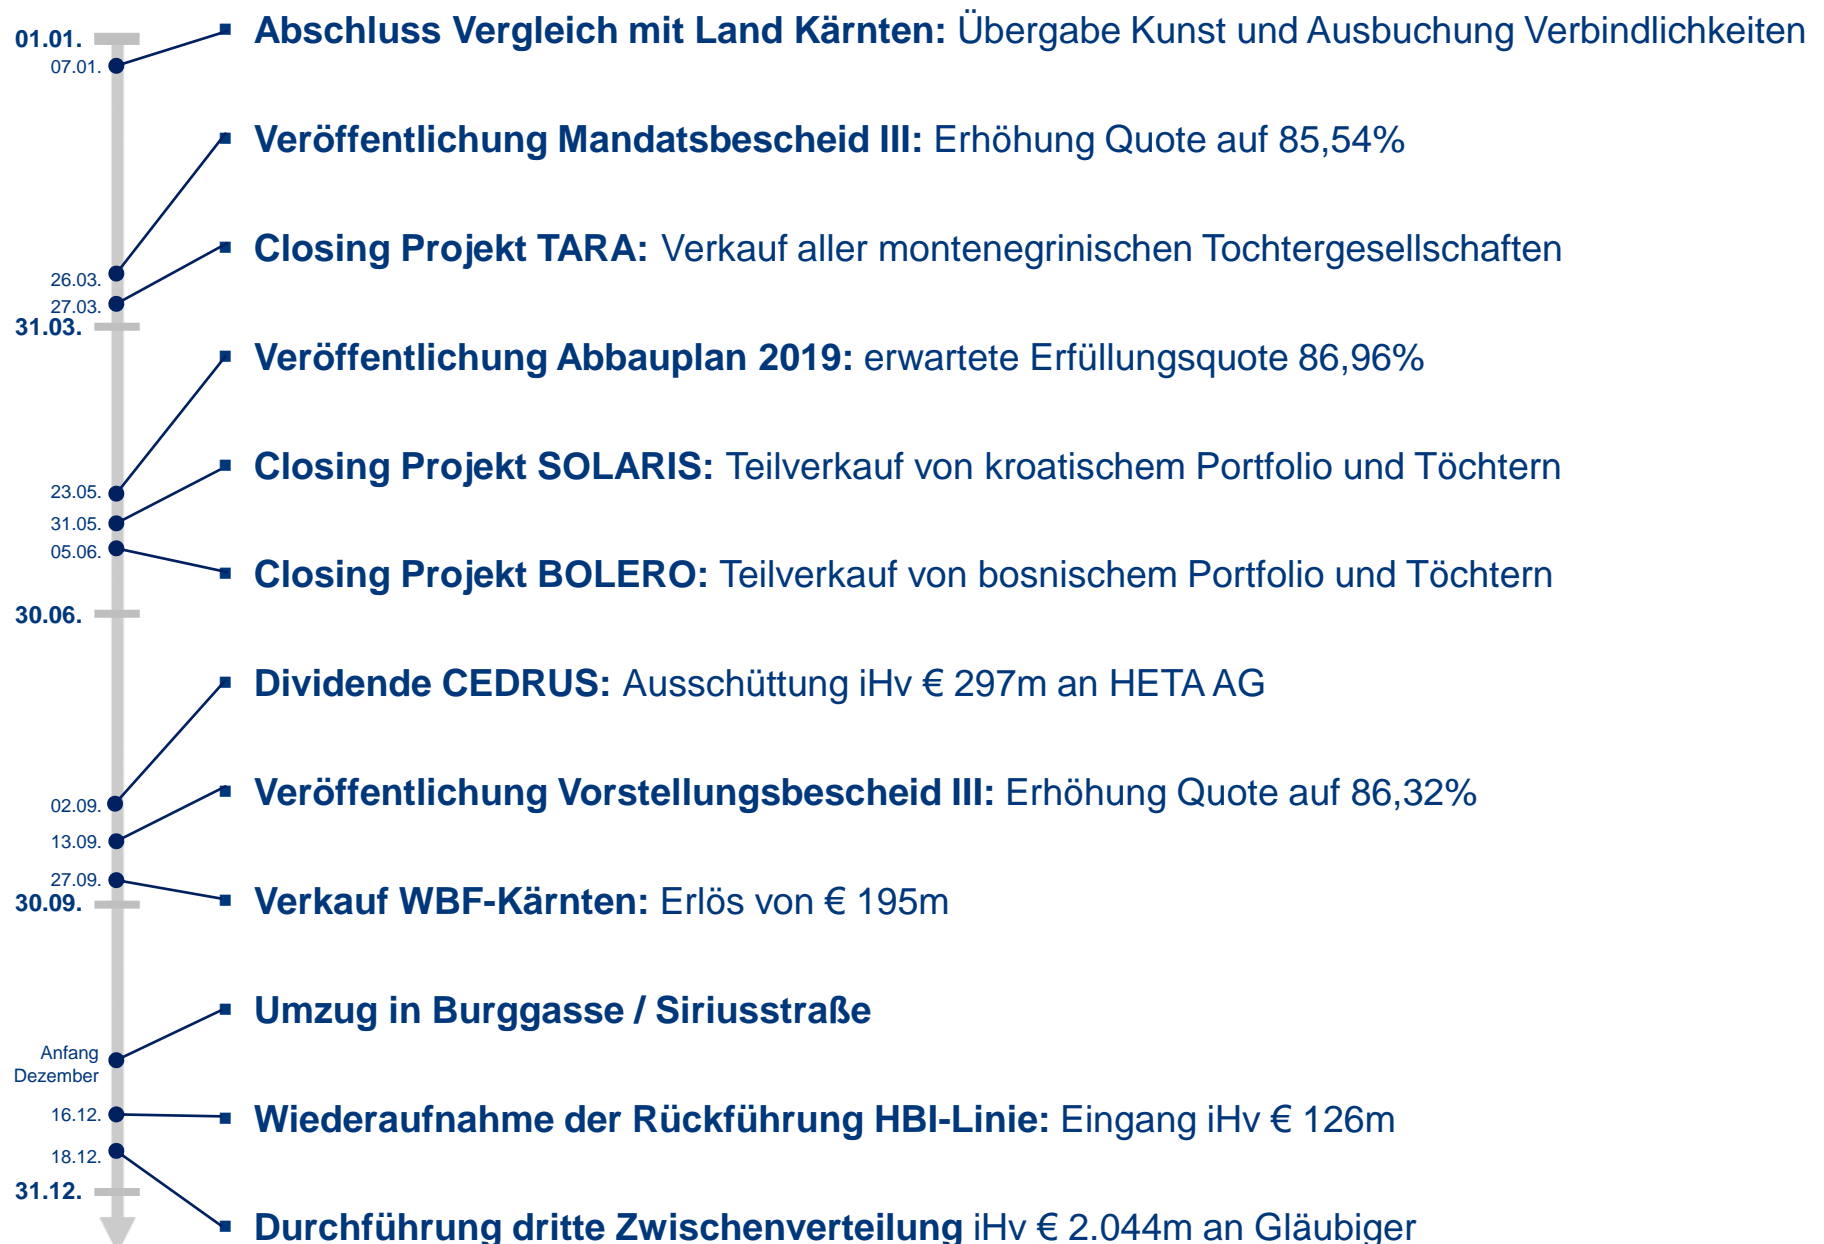 01.01.
07.01.
Abschluss Vergleich mit Land Kärnten: Übergabe Kunst und Ausbuchung Verbindlichkeiten
Veröffentlichung Mandatsbescheid III: Erhöhung Quote auf 85,54%
26.03.
Closing Projekt TARA: Verkauf aller montenegrinischen Tochtergesellschaften
27.03.
31.03.
Veröffentlichung Abbauplan 2019: erwartete Erfüllungsquote 86,96%
23.05.
Closing Projekt SOLARIS: Teilverkauf von kroatischem Portfolio und Töchtern
31.05.
05.06.
Closing Projekt BOLERO: Teilverkauf von bosnischem Portfolio und Töchtern
30.06.
Dividende CEDRUS: Ausschüttung iHv € 297m an HETA AG
02.09.
Veröffentlichung Vorstellungsbescheid III: Erhöhung Quote auf 86,32%
13.09.
27.09.
Verkauf WBF-Kärnten: Erlös von € 195m
30.09.
Umzug in Burggasse / Siriusstraße
Anfang
Dezember
16.12.
Wiederaufnahme der Rückführung HBI-Linie: Eingang iHv € 126m
18.12.
31.12.
Durchführung dritte Zwischenverteilung iHv € 2.044m an Gläubiger